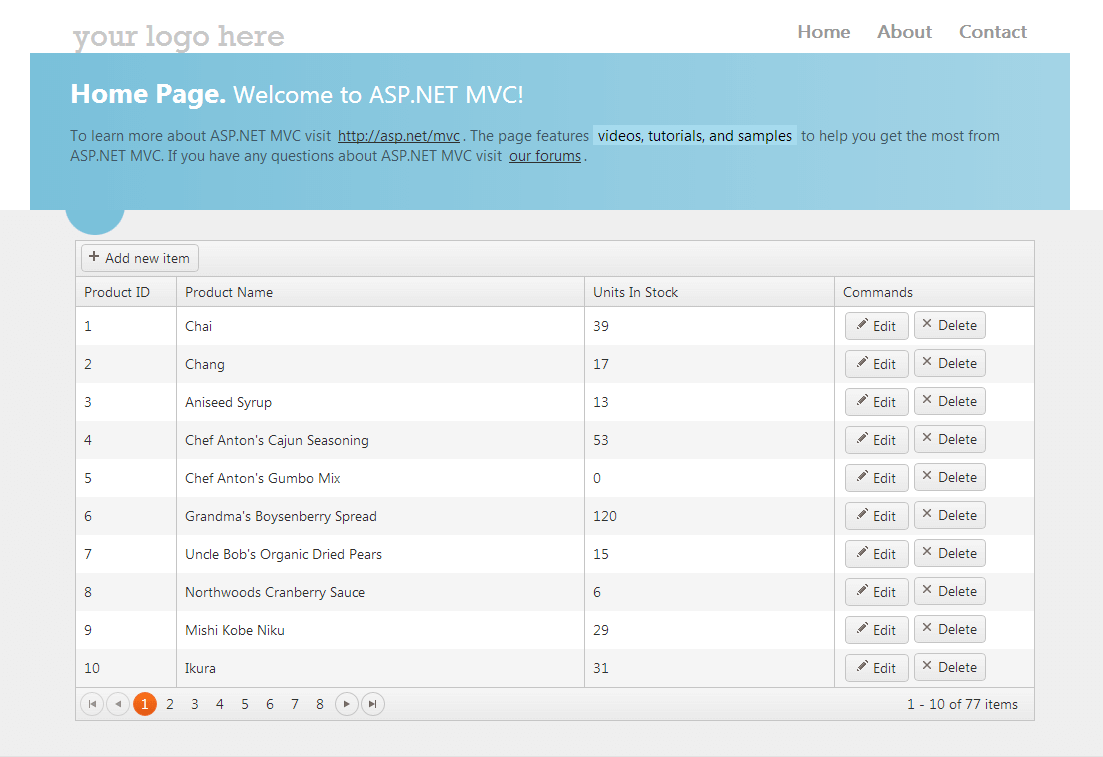 your logo here
Home About Contact
Home Page. Welcome to ASP.NET MVC!
To learn more about ASP.NET MVC visit http://asp.net/mvc. The page features videos, tutorials, and samples to help you get the most from
ASP.NET MVC. If you have any questions about ASP.NET MVC visit our forums.
+ Add new item
Product ID Product Name Units In Stock Commands
1 Chai 39 Edit Delete
2 Chang 17 Edit Delete
3 Aniseed Syrup 13 Edit Delete
4 Chef Anton's Cajun Seasoning 53 Edit Delete
5 Chef Anton's Gumbo Mix 0 Edit Delete
6 Grandma's Boysenberry Spread 120 Edit Delete
7 Uncle Bob's Organic Dried Pears 15 Edit Delete
8 Northwoods Cranberry Sauce 6 Edit Delete
9 Mishi Kobe Niku 29 Edit Delete
10 Ikura 31 Edit Delete
1 2 3 4 5 6 7 8 1 - 10 of 77 items